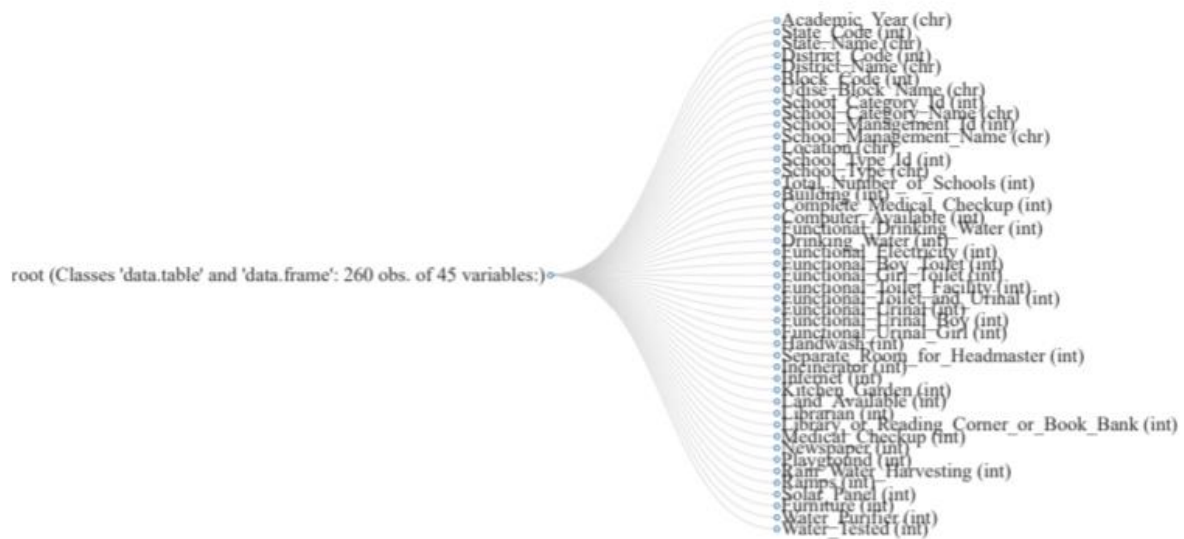 root (Classes 'data.table' and 'data.frame': 260 obs. of 45 variables:)
Academic_Year (chr)
State_Code (int)
State_Name (chr)
District_Code (int)
District_Name (chr)
Block_Code (int)
Udise_Block_Name (chr)
School_Category_Id (int)
School_Category_Name (chr)
School_Management_Id (int)
School_Management_Name (chr)
Location (chr)
School_Type_Id (int)
School_Type (chr)
Total_Number_of_Schools (int)
Building (int)
Complete_Medical_Checkup (int)
Computer_Available (int)
Functional_Drinking_Water (int)
Drinking_Water (int)
Functional_Electricity (int)
Functional_Boy_Toilet (int)
Functional_Girl_Toilet (int)
Functional_Toilet_Facility (int)
Functional_Toilet_and_Urinal (int)
Functional_Urinal (int)
Functional_Urinal_Boy (int)
Functional_Urinal_Girl (int)
Handwash (int)
Separate_Room_for_Headmaster (int)
Incinerator (int)
Internet (int)
Kitchen_Garden (int)
Land_Available (int)
Librarian (int)
Library_or_Reading_Corner_or_Book_Bank (int)
Medical_Checkup (int)
Newspaper (int)
Playground (int)
Rain_Water_Harvesting (int)
Ramps (int)
Solar_Panel (int)
Furniture (int)
Water_Purifier (int)
Water_Tested (int)